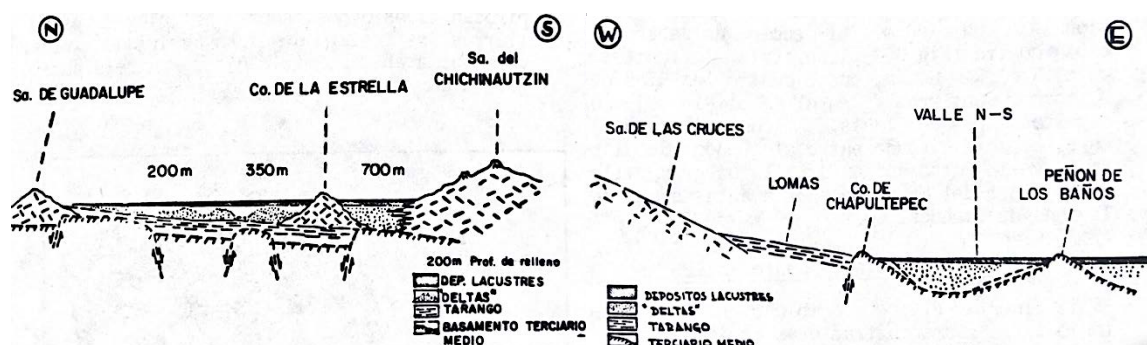 N
S
Sa. del
CHICHINAUTZIN
Sa. DE GUADALUPE
Co. DE LA ESTRELLA
200m
350m
700m
200m Prof. de relleno
DEP. LACUSTRES
"DELTAS"
TARANGO
BASAMENTO TERCIARIO
MEDIO
W
E
VALLE N-S
Sa. DE LAS CRUCES
LOMAS
Co. DE
CHAPULTEPEC
PEÑON DE
LOS BAÑOS
DEPOSITOS LACUSTRES
"DELTAS"
TARANGO
TERCIARIO MEDIO